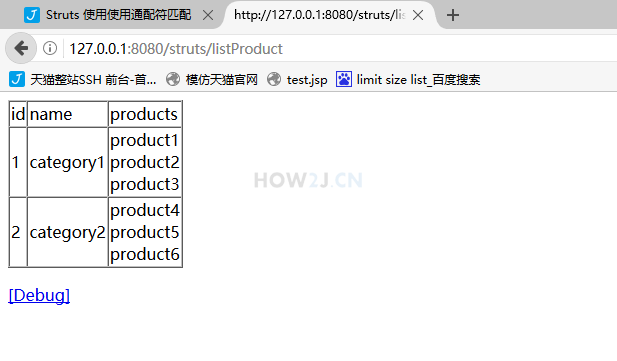 Struts 使用使用通配符匹配
http://127.0.0.1:8080/struts/lis
127.0.0.1:8080/struts/listProduct
天猫整站SSH 前台-首... 模仿天猫官网 test.jsp limit size list_百度搜索
id name products
1 category1 product1
product2
product3
2 category2 product4
product5
product6
HOW2J.CN
[Debug]